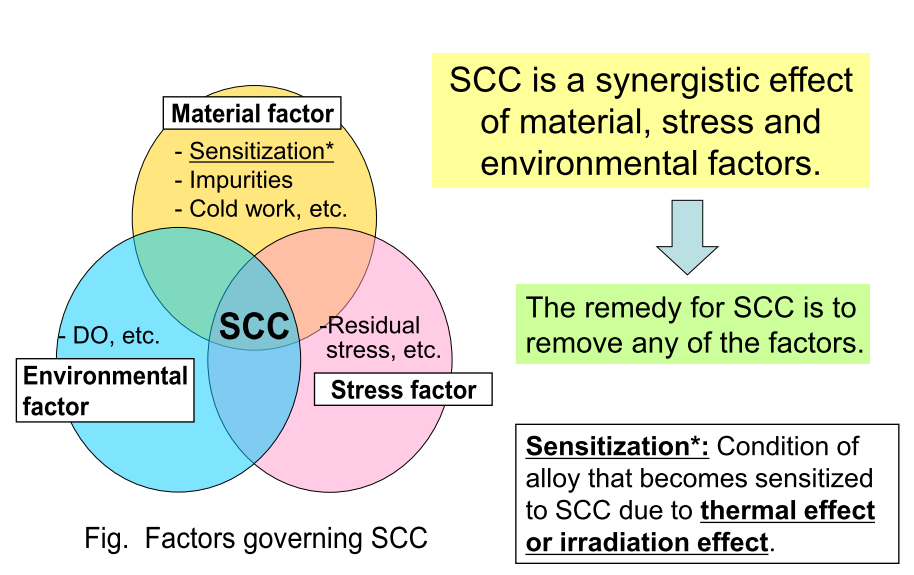 Material factor
- Sensitization*
- Impurities
- Cold work, etc.
SCC
- DO, etc.
Environmental
factor
-Residual
stress, etc.
Stress factor
Fig. Factors governing SCC
SCC is a synergistic effect
of material, stress and
environmental factors.
The remedy for SCC is to
remove any of the factors.
Sensitization*: Condition of
alloy that becomes sensitized
to SCC due to thermal effect
or irradiation effect.